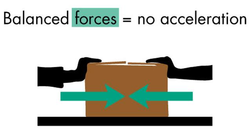 Balanced forces = no acceleration